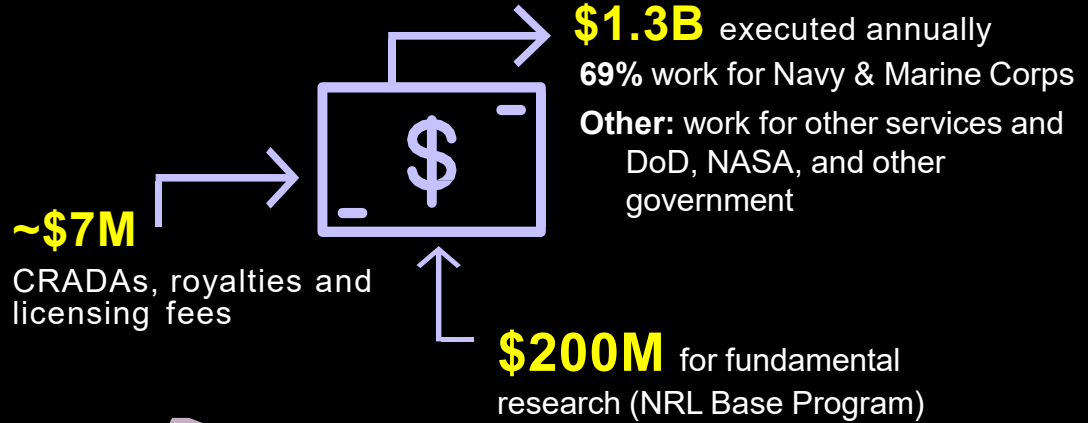 $1.3B executed annually
69% work for Navy & Marine Corps
Other: work for other services and
DoD, NASA, and other
government
$
~$7M
CRADAs, royalties and
licensing fees
$200M for fundamental
research (NRL Base Program)